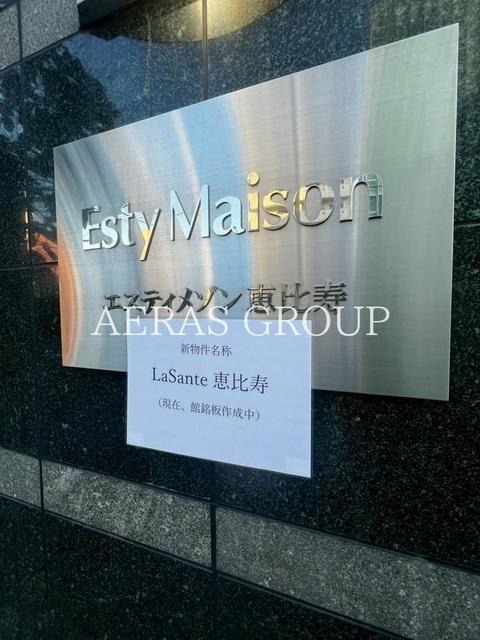 Esty Maison
エスティメゾン 恵比寿
AERAS GROUP
新物件名称
LaSante 恵比寿
（現在、館銘板作成中）